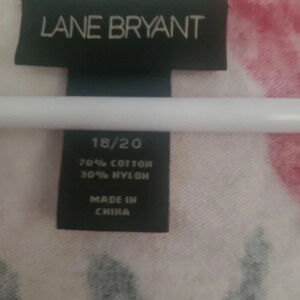 LANE BRYANT
18/20
70% COTTON
30% NYLON
MADE IN
CHINA